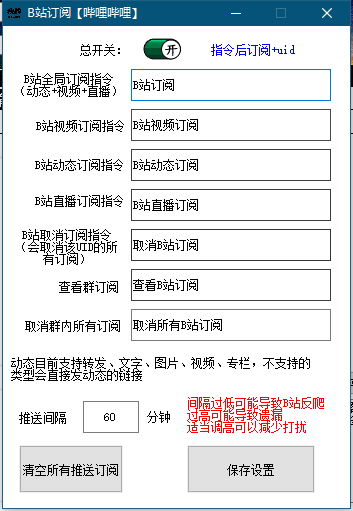 B站订阅【哔哩哔哩】
总开关： 开 指令后订阅+uid
B站全局订阅指令
（动态+视频+直播）
B站订阅
B站视频订阅指令 B站视频订阅
B站动态订阅指令 B站动态订阅
B站直播订阅指令 B站直播订阅
B站取消订阅指令
（会取消该UID的所
有订阅）
取消B站订阅
查看群订阅 查看B站订阅
取消群内所有订阅 取消所有B站订阅
动态目前支持转发、文字、图片、视频、专栏，不支持的
类型会直接发动态的链接
推送间隔 60 分钟
间隔过低可能导致B站反爬
过高可能导致遗漏
适当调高可以减少打扰
清空所有推送订阅 保存设置